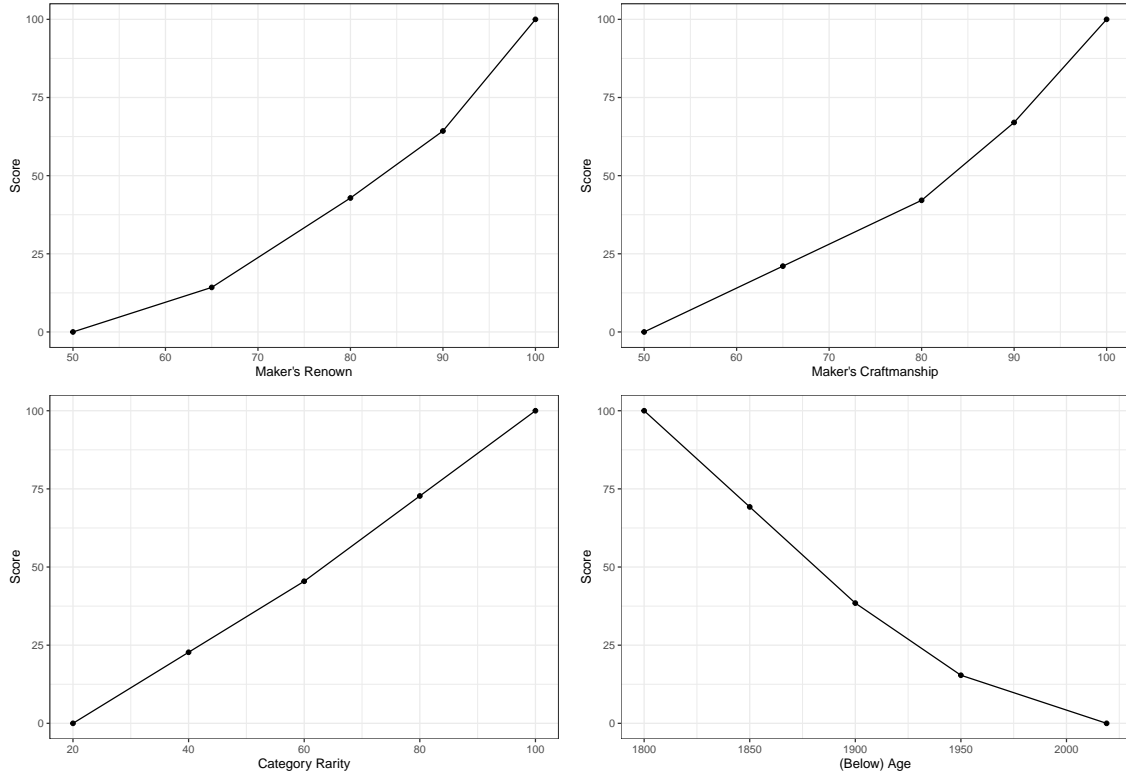 100
75
50
25
0
Score
50 60 70 80 90 100
Maker's Renown
100
75
50
25
0
Score
50 60 70 80 90 100
Maker's Craftmanship
100
75
50
25
0
Score
20 40 60 80 100
Category Rarity
100
75
50
25
0
Score
1800 1850 1900 1950 2000
(Below) Age